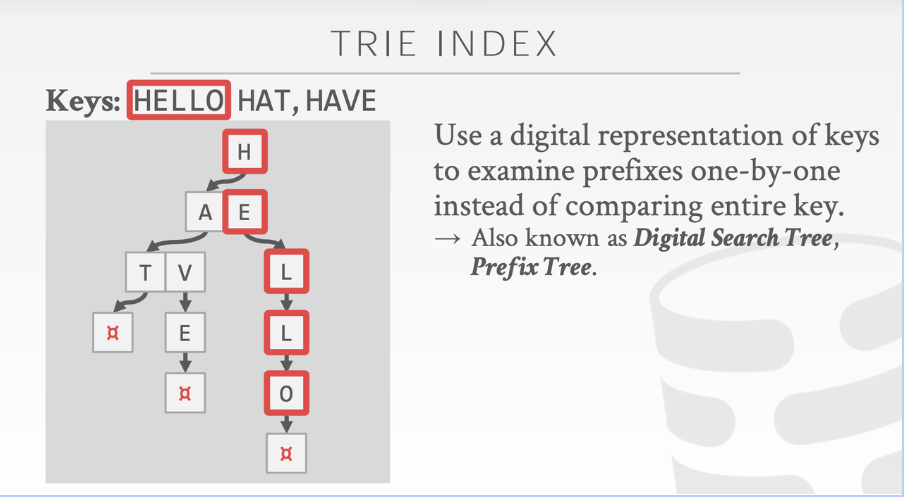 TRIE INDEX
Keys: HELLO HAT, HAVE
Use a digital representation of keys
to examine prefixes one-by-one
instead of comparing entire key.
→ Also known as Digital Search Tree,
Prefix Tree.
H
A E
T V L
¤ E L
¤ O
¤